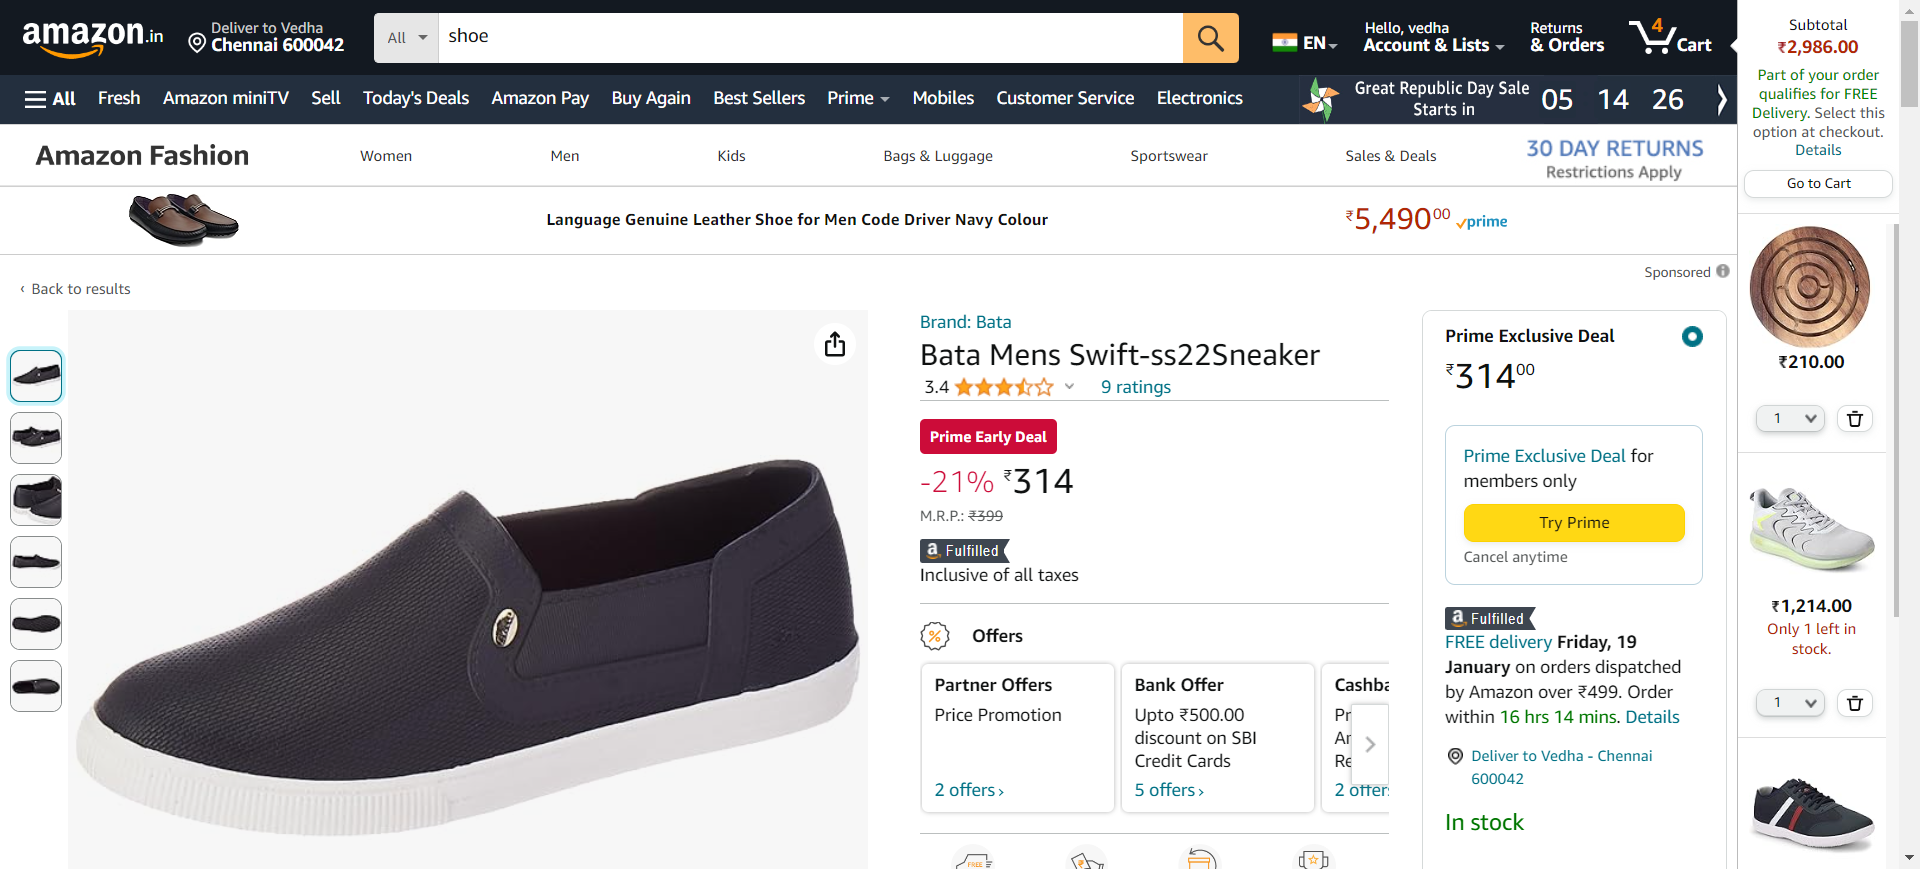 amazon.in
Deliver to Vedha
Chennai 600042
All
shoe
EN
Hello, vedha
Account & Lists
Returns
& Orders
4
Cart
All
Fresh
Amazon miniTV
Sell
Today's Deals
Amazon Pay
Buy Again
Best Sellers
Prime
Mobiles
Customer Service
Electronics
Great Republic Day Sale
Starts in
05 14 26
Amazon Fashion
Women
Men
Kids
Bags & Luggage
Sportswear
Sales & Deals
30 DAY RETURNS
Restrictions Apply
Language Genuine Leather Shoe for Men Code Driver Navy Colour
₹5,49000
prime
Sponsored
‹ Back to results
Brand: Bata
Bata Mens Swift-ss22Sneaker
3.4
9 ratings
Prime Early Deal
-21% ₹314
M.R.P.: ₹399
a Fulfilled
Inclusive of all taxes
Offers
Partner Offers
Price Promotion
2 offers ›
Bank Offer
Upto ₹500.00
discount on SBI
Credit Cards
5 offers ›
Cashba
Pr
An
Re
2 offers
FREE
Prime Exclusive Deal
₹31400
Prime Exclusive Deal for
members only
Try Prime
Cancel anytime
a Fulfilled
FREE delivery Friday, 19
January on orders dispatched
by Amazon over ₹499. Order
within 16 hrs 14 mins. Details
Deliver to Vedha - Chennai
600042
In stock
Subtotal
₹2,986.00
Part of your order
qualifies for FREE
Delivery. Select this
option at checkout.
Details
Go to Cart
₹210.00
1
₹1,214.00
Only 1 left in
stock.
1